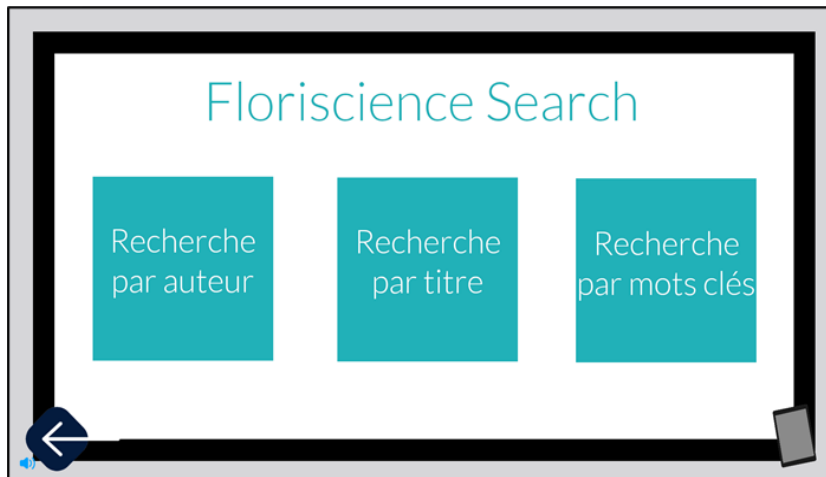 Floriscience Search
Recherche
par auteur
Recherche
par titre
Recherche
par mots clés